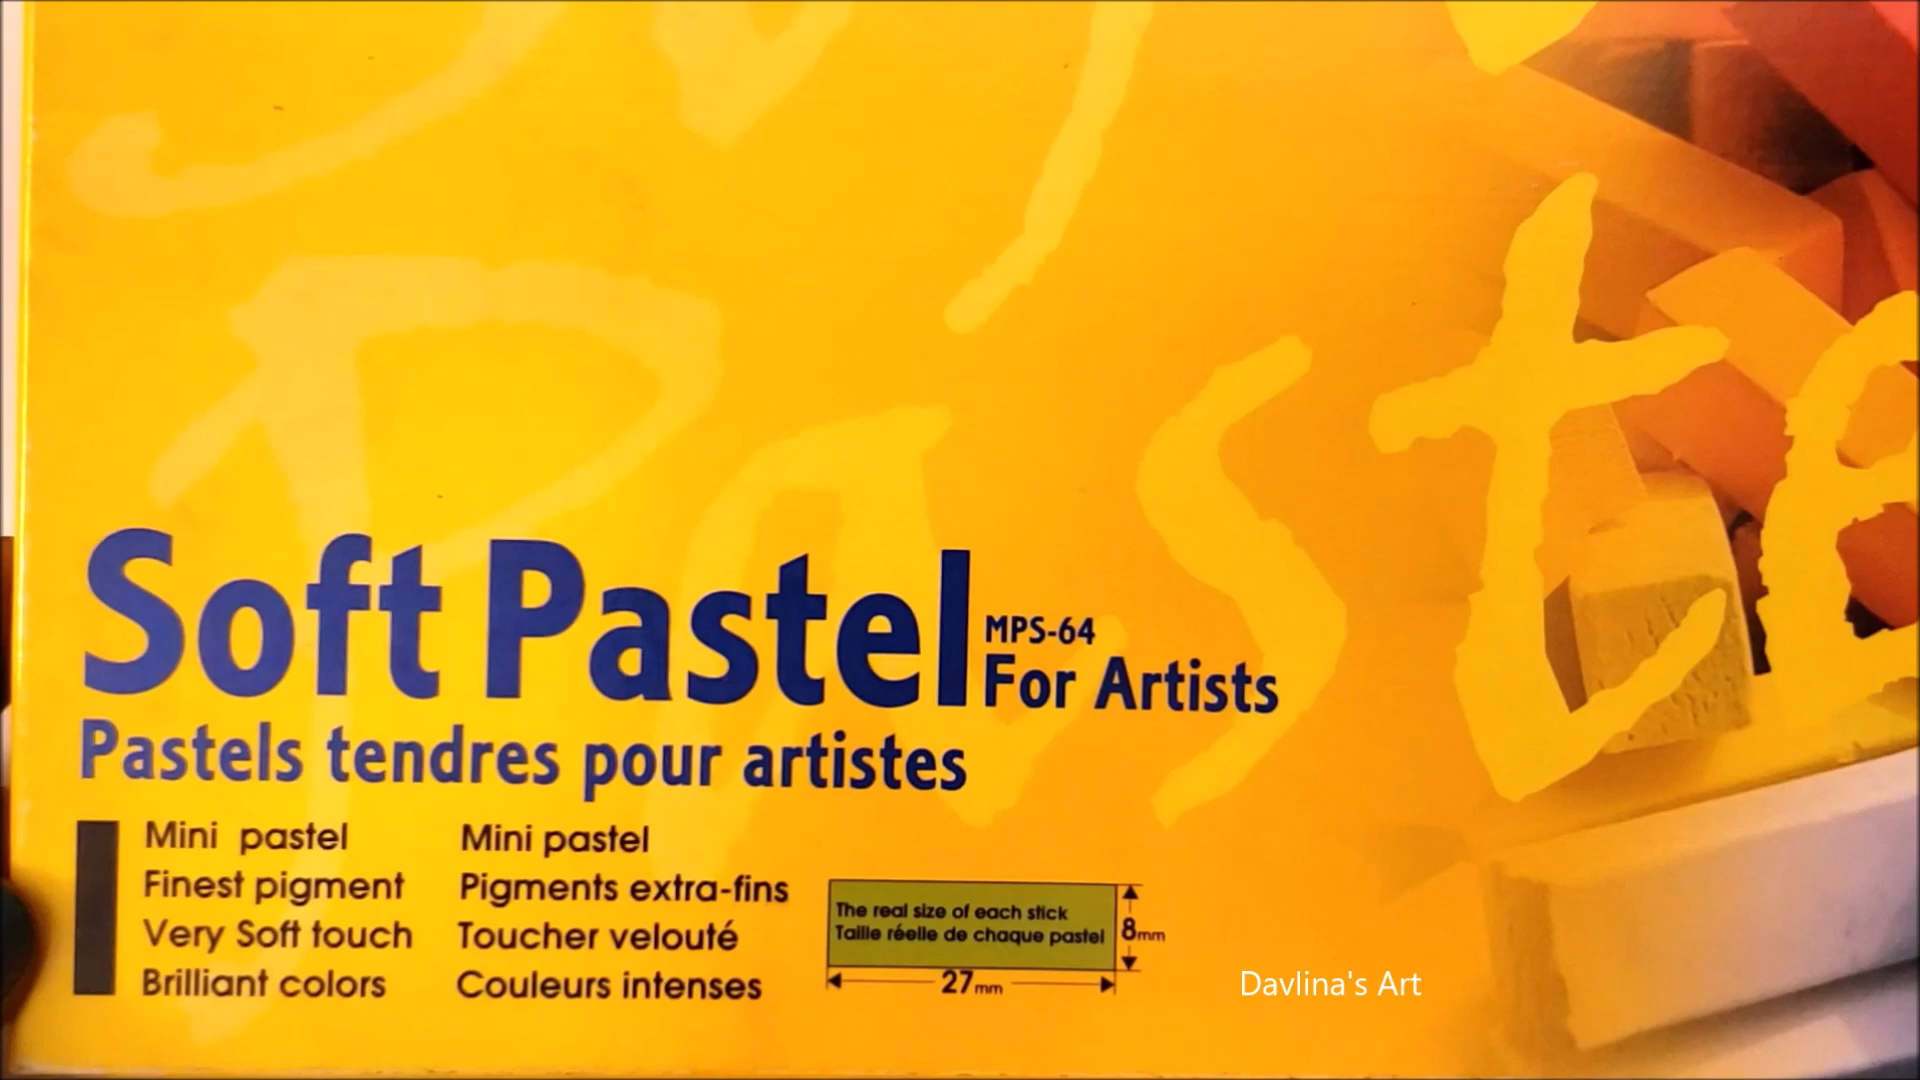 Soft Paste
Soft Pastel
MPS-64
For Artists
Pastels tendres pour artistes
Mini pastel
Finest pigment
Very Soft touch
Brilliant colors
Mini pastel
Pigments extra-fins
Toucher velouté
Couleurs intenses
The real size of each stick
Taille réelle de chaque pastel
8mm
27mm
Davlina's Art